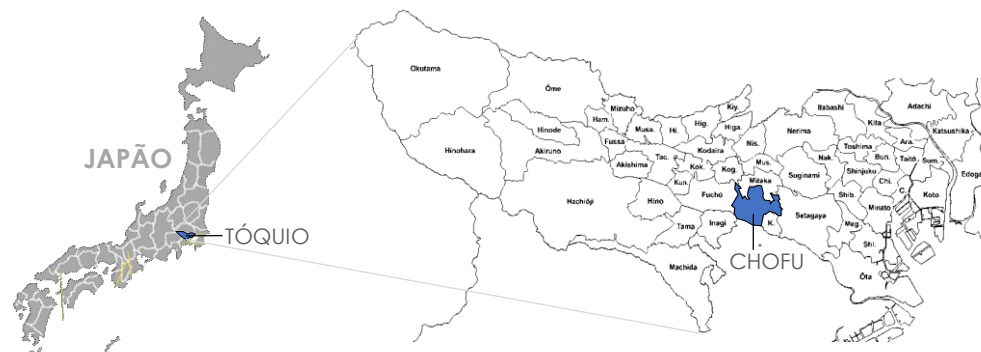 JAPÃO
TÓQUIO
Okutama
Ôme
Mizuho
Ham.
Hinode
Akiruno
Hinohara
Fussa
Musa.
Hi.
Hig.
Kiy.
Higa.
Nis.
Akishima
Tac.
Kodaira
Kok.
Kog.
Mus.
Mitaka
Kun.
Fuchū
Hachiōji
Hino
Tama
Inagi
K.
Machida
CHOFU
Itabashi
Kita
Adachi
Nerima
Toshima
Ara.
Katsushika
Nak.
Bun.
Taitō
Sum.
Suginami
Shinjuku
Chi.
C.
Edoga
Shib.
Minato
Koto
Setagaya
Meg.
Shi.
Ōta